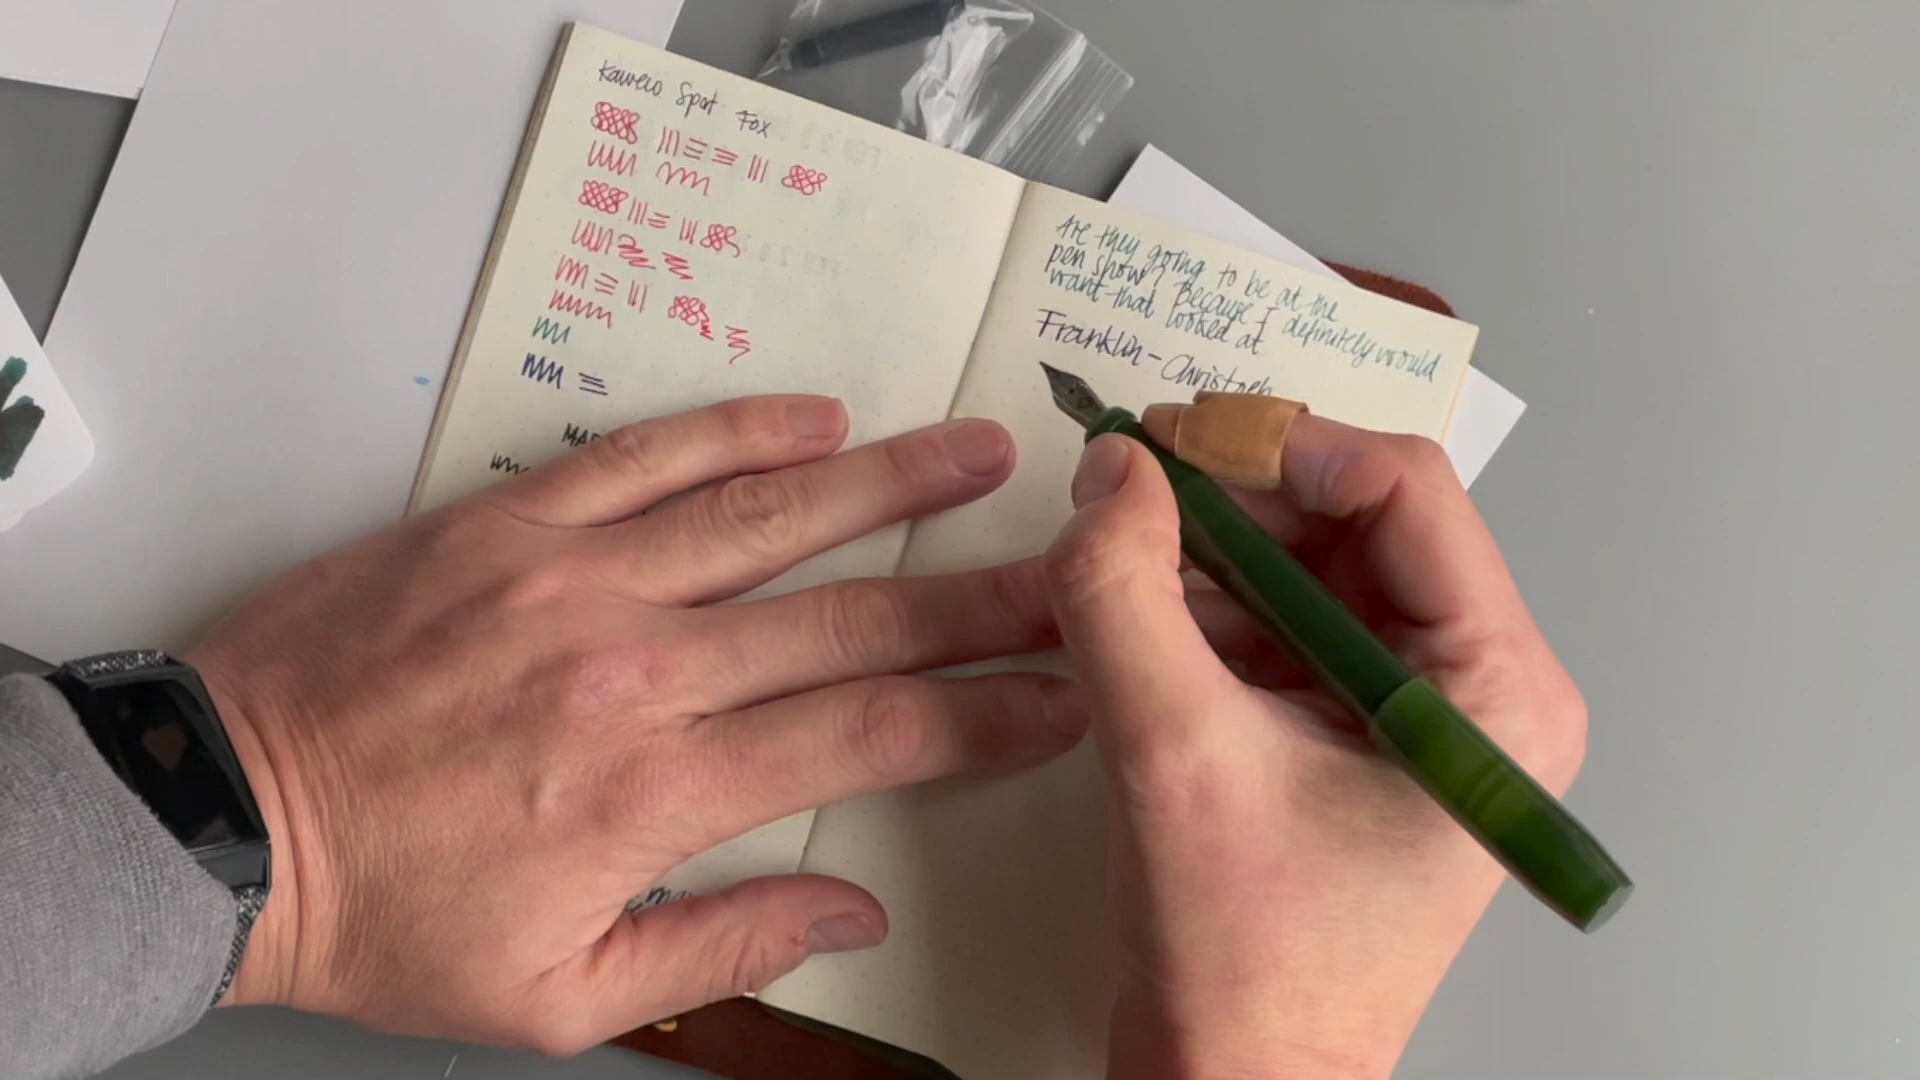 Kaweco Sport Fox
Are they going to be at the
pen show? Because I definitely would
want that looked at
Franklin-Christoph